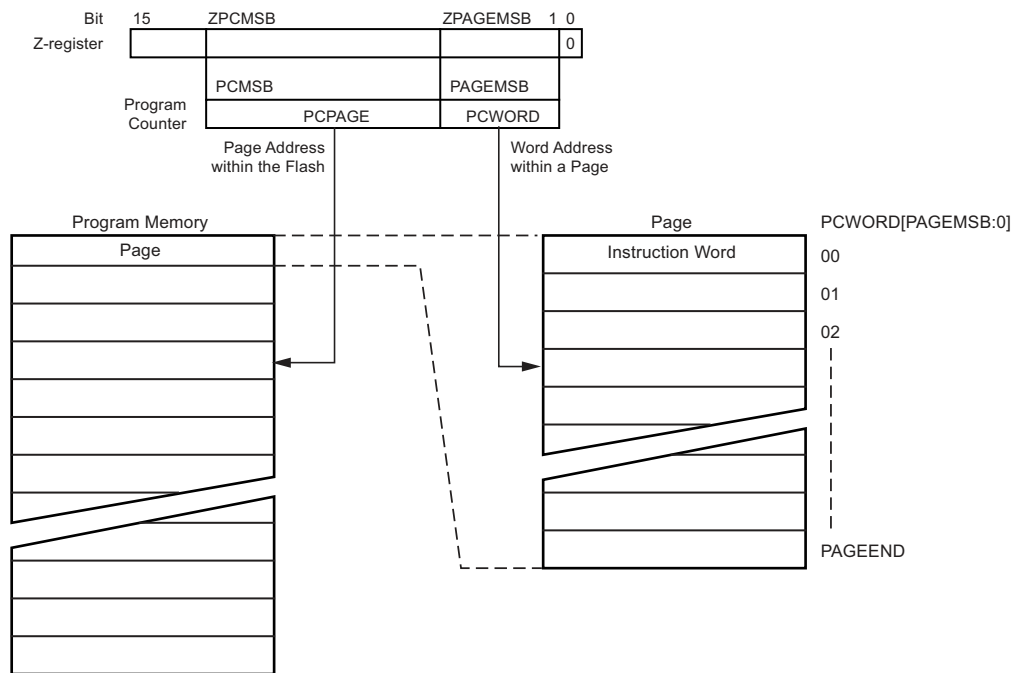 Bit 15 ZPCMSB ZPAGEMSB 1 0
Z-register 0
PCMSB PAGEMSB
Program
Counter
PCPAGE PCWORD
Page Address
within the Flash
Word Address
within a Page
Program Memory
Page
Page
PCWORD[PAGEMSB:0]
Instruction Word
00
01
02
PAGEEND